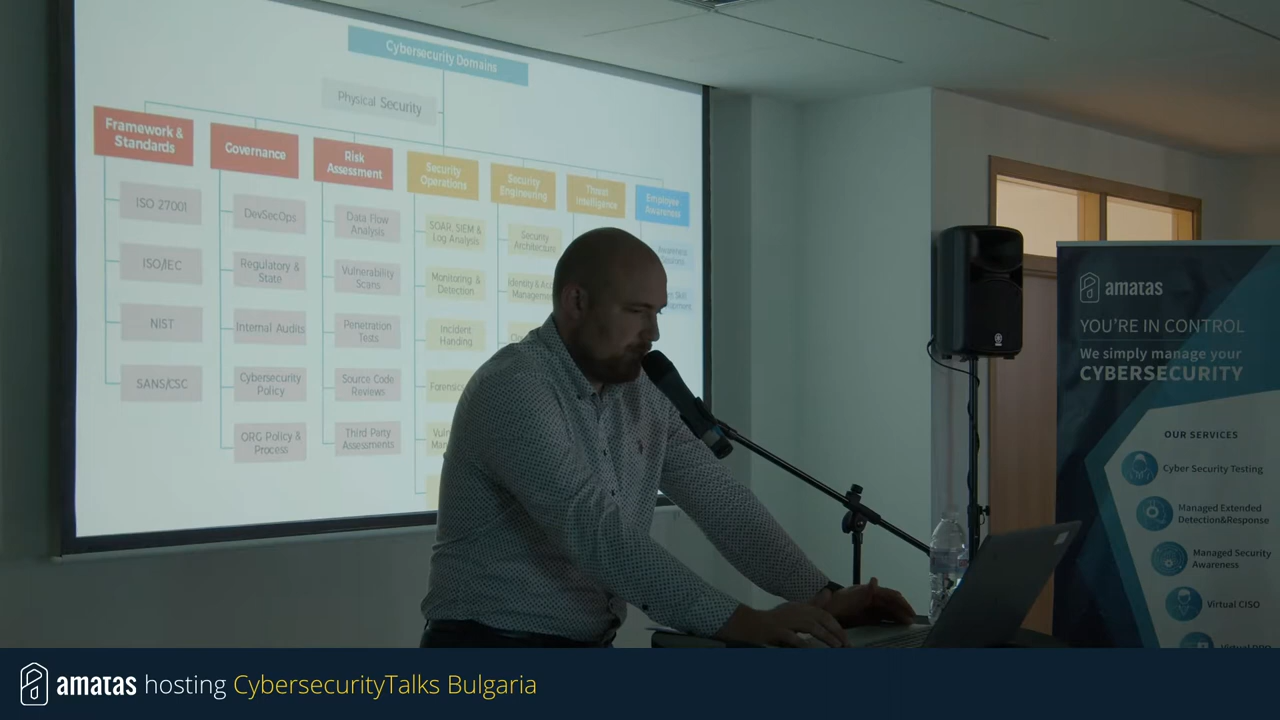 Cybersecurity Domains
Physical Security
Framework &
Standards
ISO 27001
ISO/IEC
NIST
SANS/CSC
Governance
DevSecOps
Regulatory &
State
Internal Audits
Cybersecurity
Policy
ORG Policy &
Process
Risk
Assessment
Data Flow
Analysis
Vulnerability
Scans
Penetration
Tests
Source Code
Reviews
Third Party
Assessments
Security
Operations
SOAR, SIEM &
Log Analysis
Monitoring &
Detection
Incident
Handing
Security
Engineering
Security
Architecture
Identity &
Threat
Intelligence
Employee
Awareness
Awareness
amatas
YOU'RE IN CONTROL
We simply manage your
CYBERSECURITY
OUR SERVICES
Cyber Security Testing
Managed Extended
Detection&Response
Managed Security
Awareness
Virtual CISO
amatas hosting CybersecurityTalks Bulgaria